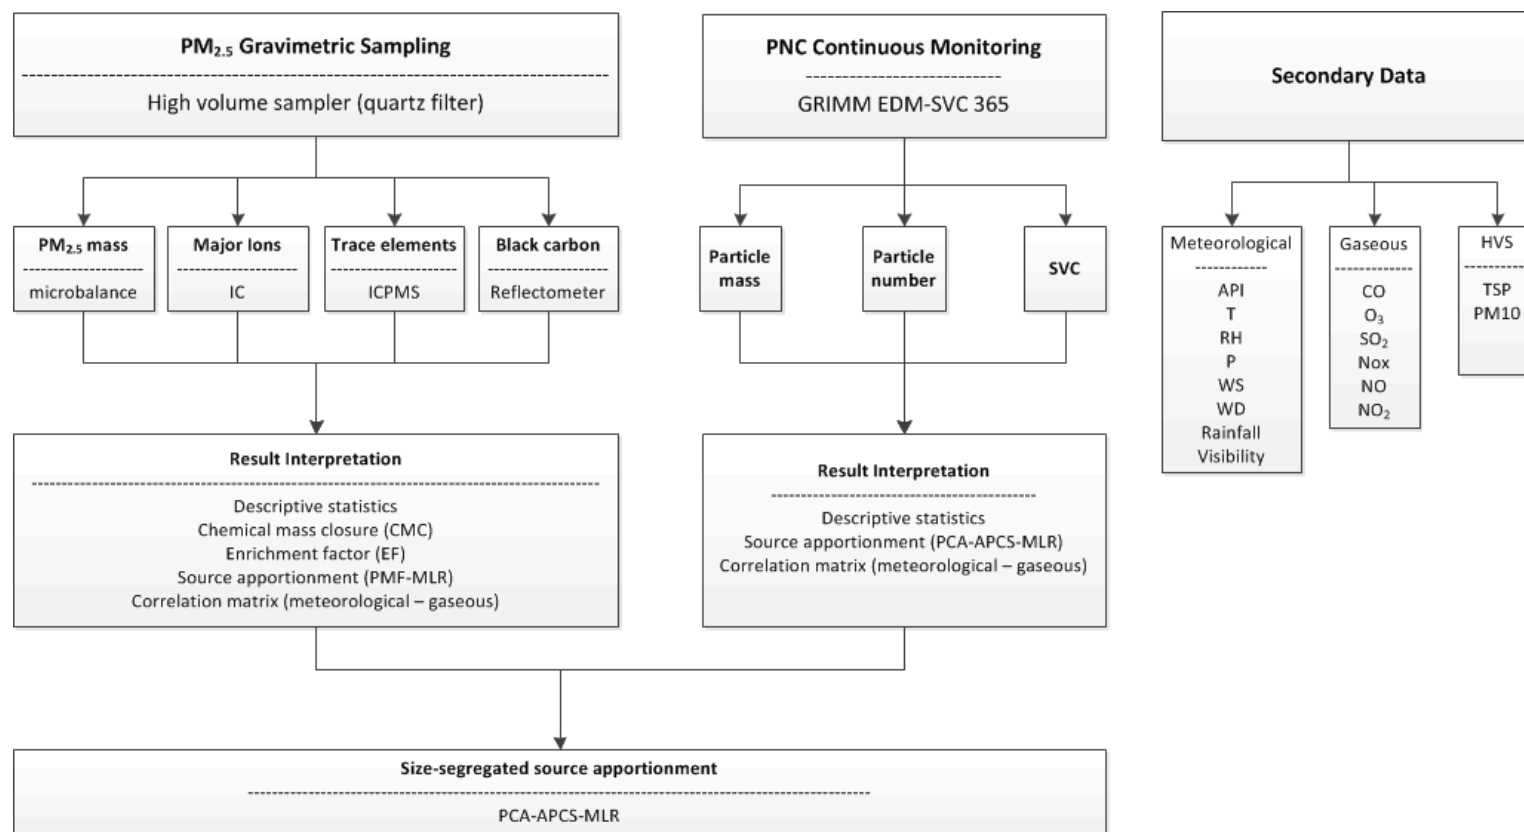 PM2.5 Gravimetric Sampling
High volume sampler (quartz filter)
PNC Continuous Monitoring
GRIMM EDM-SVC 365
Secondary Data
PM2.5 mass
microbalance
Major Ions
IC
Trace elements
ICPMS
Black carbon
Reflectometer
Particle
mass
Particle
number
SVC
Meteorological
API
T
RH
P
WS
WD
Rainfall
Visibility
Gaseous
CO
O3
SO2
Nox
NO
NO2
HVS
TSP
PM10
Result Interpretation
Descriptive statistics
Chemical mass closure (CMC)
Enrichment factor (EF)
Source apportionment (PMF-MLR)
Correlation matrix (meteorological – gaseous)
Result Interpretation
Descriptive statistics
Source apportionment (PCA-APCS-MLR)
Correlation matrix (meteorological – gaseous)
Size-segregated source apportionment
PCA-APCS-MLR